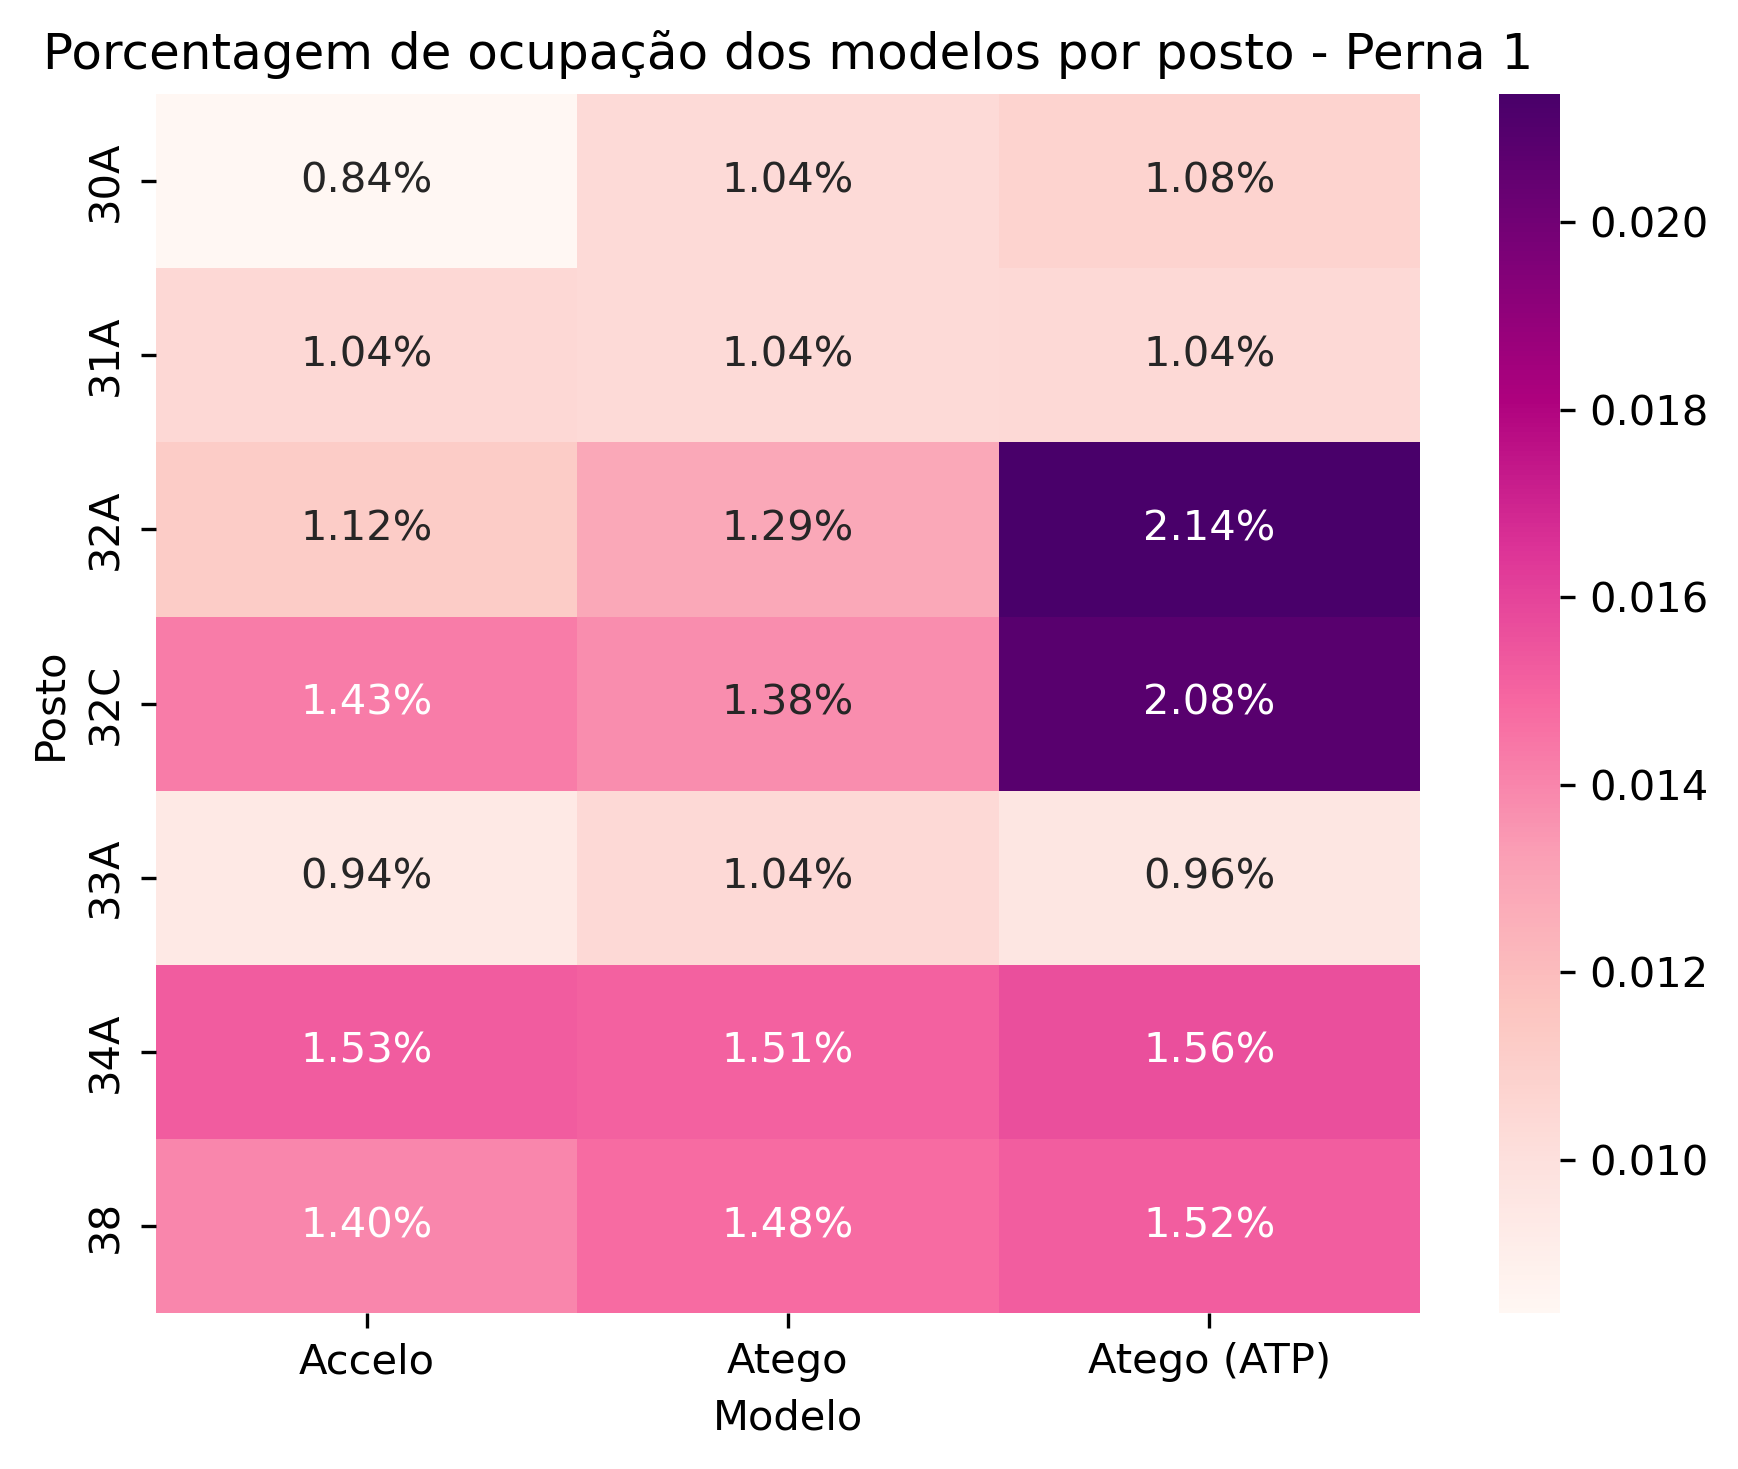 Porcentagem de ocupação dos modelos por posto - Perna 1
Posto
30A 0.84% 1.04% 1.08%
31A 1.04% 1.04% 1.04%
32A 1.12% 1.29% 2.14%
32C 1.43% 1.38% 2.08%
33A 0.94% 1.04% 0.96%
34A 1.53% 1.51% 1.56%
38 1.40% 1.48% 1.52%
Accelo Atego Atego (ATP)
Modelo
0.020
0.018
0.016
0.014
0.012
0.010